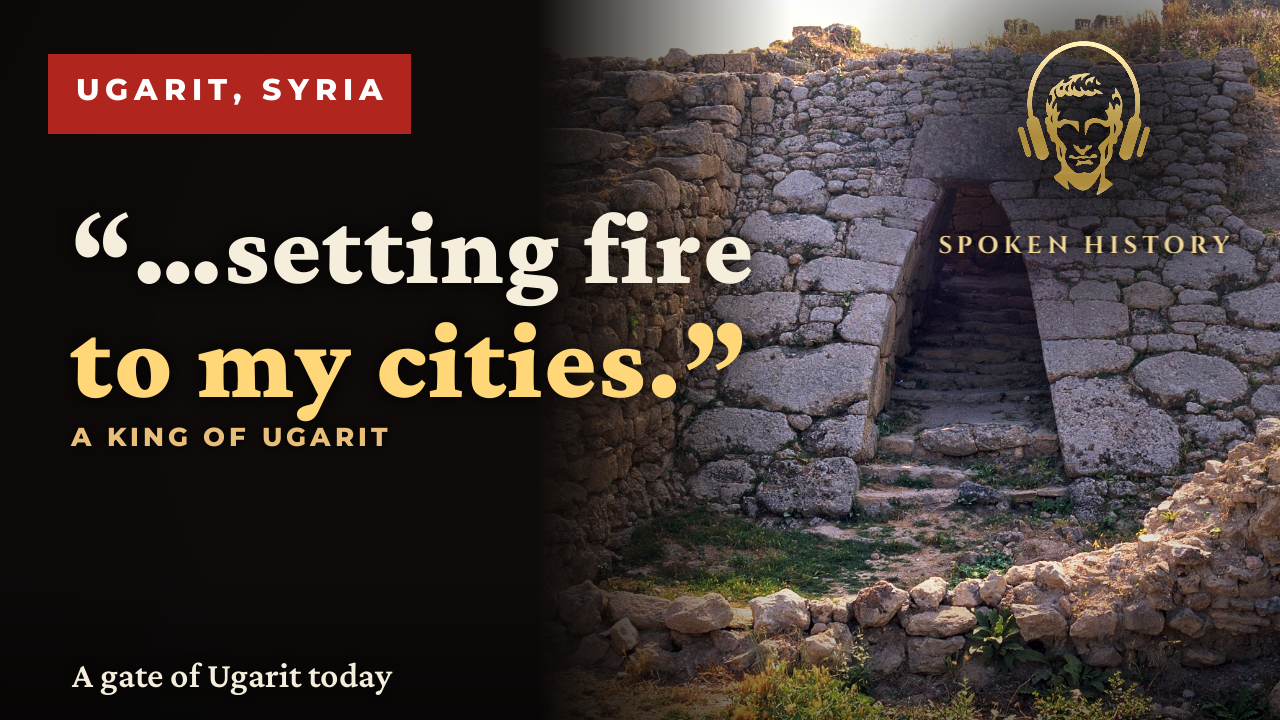 UGARIT, SYRIA
SPOKEN HISTORY
“...setting fire
to my cities.”
A KING OF UGARIT
A gate of Ugarit today